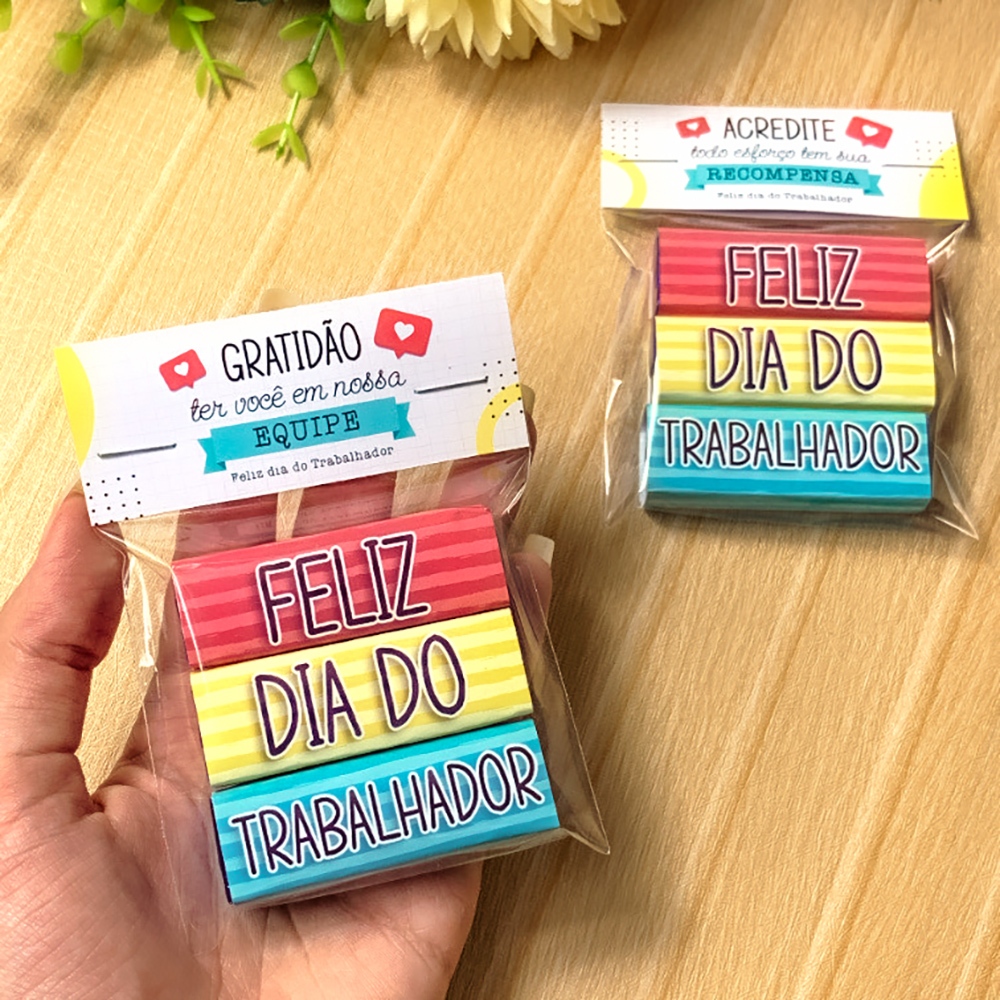 GRATIDÃO
ter você em nossa
EQUIPE
Feliz dia do Trabalhador
FELIZ
DIA DO
TRABALHADOR
ACREDITE
todo esforço tem sua
RECOMPENSA
Feliz dia do Trabalhador
FELIZ
DIA DO
TRABALHADOR